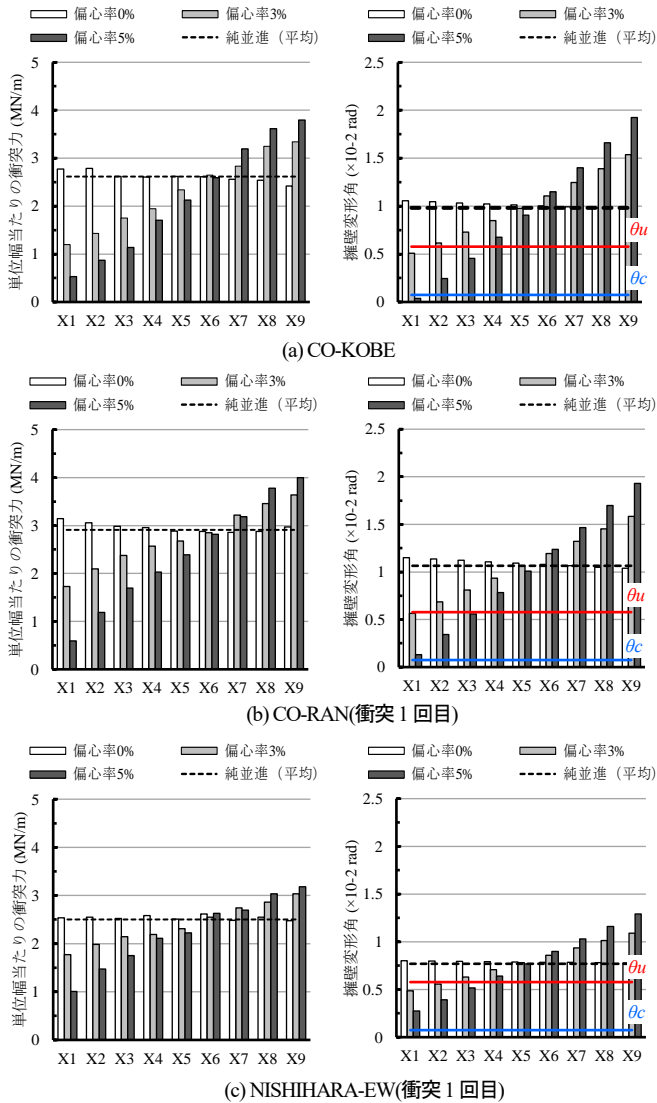 偏心率0% 偏心率3%
偏心率5% 純並進（平均）
単位幅当たりの衝突力 (MN/m)
5
4
3
2
1
0
X1 X2 X3 X4 X5 X6 X7 X8 X9
偏心率0% 偏心率3%
偏心率5% 純並進（平均）
擁壁変形角 (×10-2 rad)
2.5
2
1.5
1
0.5
0
θu
θc
X1 X2 X3 X4 X5 X6 X7 X8 X9
(a) CO-KOBE
偏心率0% 偏心率3%
偏心率5% 純並進（平均）
単位幅当たりの衝突力 (MN/m)
5
4
3
2
1
0
X1 X2 X3 X4 X5 X6 X7 X8 X9
偏心率0% 偏心率3%
偏心率5% 純並進（平均）
擁壁変形角 (×10-2 rad)
2.5
2
1.5
1
0.5
0
θu
θc
X1 X2 X3 X4 X5 X6 X7 X8 X9
(b) CO-RAN(衝突1回目)
偏心率0% 偏心率3%
偏心率5% 純並進（平均）
単位幅当たりの衝突力 (MN/m)
5
4
3
2
1
0
X1 X2 X3 X4 X5 X6 X7 X8 X9
偏心率0% 偏心率3%
偏心率5% 純並進（平均）
擁壁変形角 (×10-2 rad)
2.5
2
1.5
1
0.5
0
θu
θc
X1 X2 X3 X4 X5 X6 X7 X8 X9
(c) NISHIHARA-EW(衝突1回目)